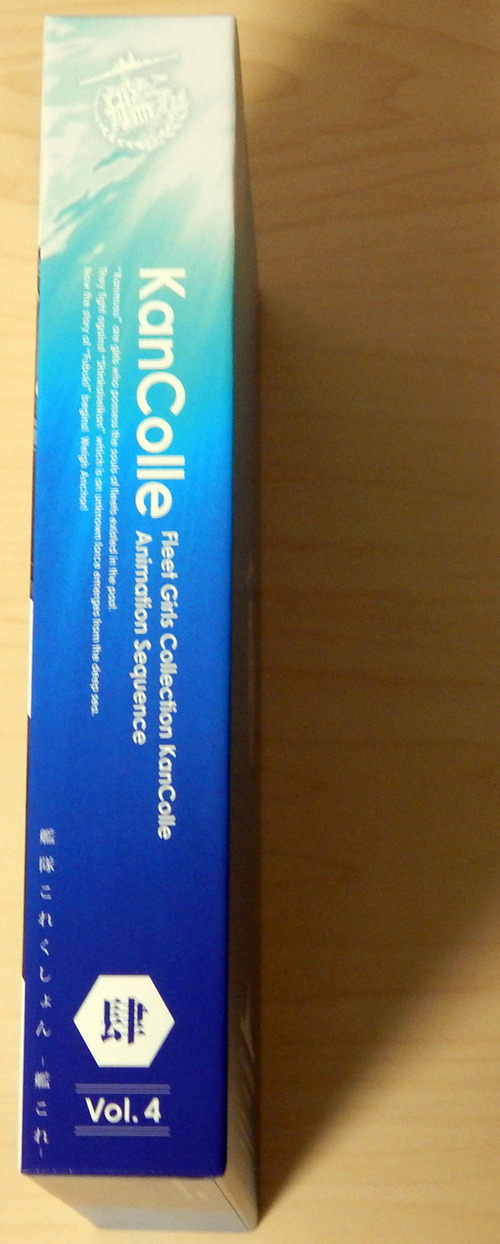 KanColle
Fleet Girls Collection KanColle
Animation Sequence
"Kanmusu" are girls who possess the souls of fleets existed in the past.
They fight against "Shinkaiseikan" which is an unknown force emerges from the deep sea.
Now the story of "Fubuki" begins! Weigh Anchor!
艦隊これくしょん -艦これ-
Vol. 4